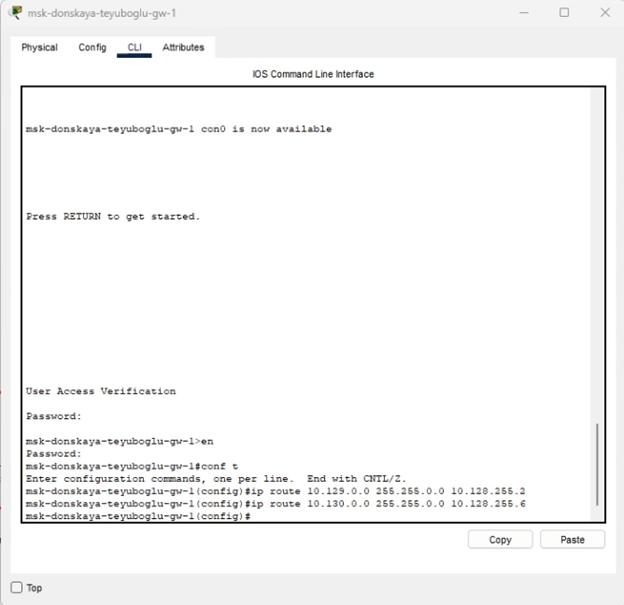 msk-donskaya-teyuboglu-gw-1
Physical Config CLI Attributes
IOS Command Line Interface
msk-donskaya-teyuboglu-gw-1 con0 is now available
Press RETURN to get started.
User Access Verification
Password:
msk-donskaya-teyuboglu-gw-1>en
Password:
msk-donskaya-teyuboglu-gw-1#conf t
Enter configuration commands, one per line.  End with CNTL/Z.
msk-donskaya-teyuboglu-gw-1(config)#ip route 10.129.0.0 255.255.0.0 10.128.255.2
msk-donskaya-teyuboglu-gw-1(config)#ip route 10.130.0.0 255.255.0.0 10.128.255.6
msk-donskaya-teyuboglu-gw-1(config)#
Copy Paste
Top